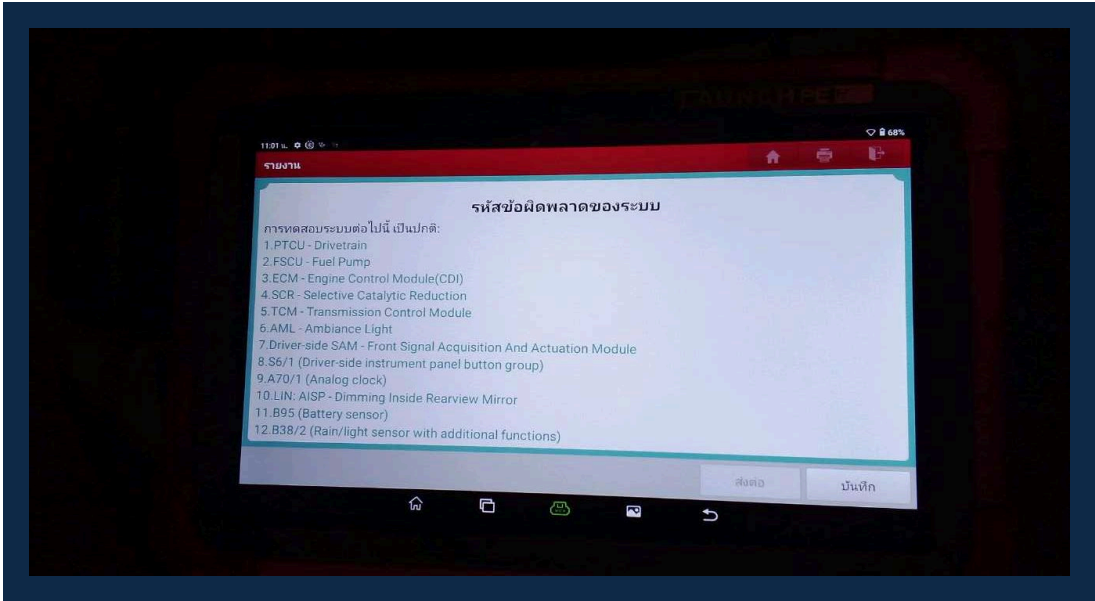 LAUNCH
11:01 น.
68%
รายงาน
รหัสข้อผิดพลาดของระบบ
การทดสอบระบบต่อไปนี้ เป็นปกติ:
1.PTCU - Drivetrain
2.FSCU - Fuel Pump
3.ECM - Engine Control Module(CDI)
4.SCR - Selective Catalytic Reduction
5.TCM - Transmission Control Module
6.AML - Ambiance Light
7.Driver-side SAM - Front Signal Acquisition And Actuation Module
8.S6/1 (Driver-side instrument panel button group)
9.A70/1 (Analog clock)
10.LIN: AISP - Dimming Inside Rearview Mirror
11.B95 (Battery sensor)
12.B38/2 (Rain/light sensor with additional functions)
ส่งต่อ
บันทึก